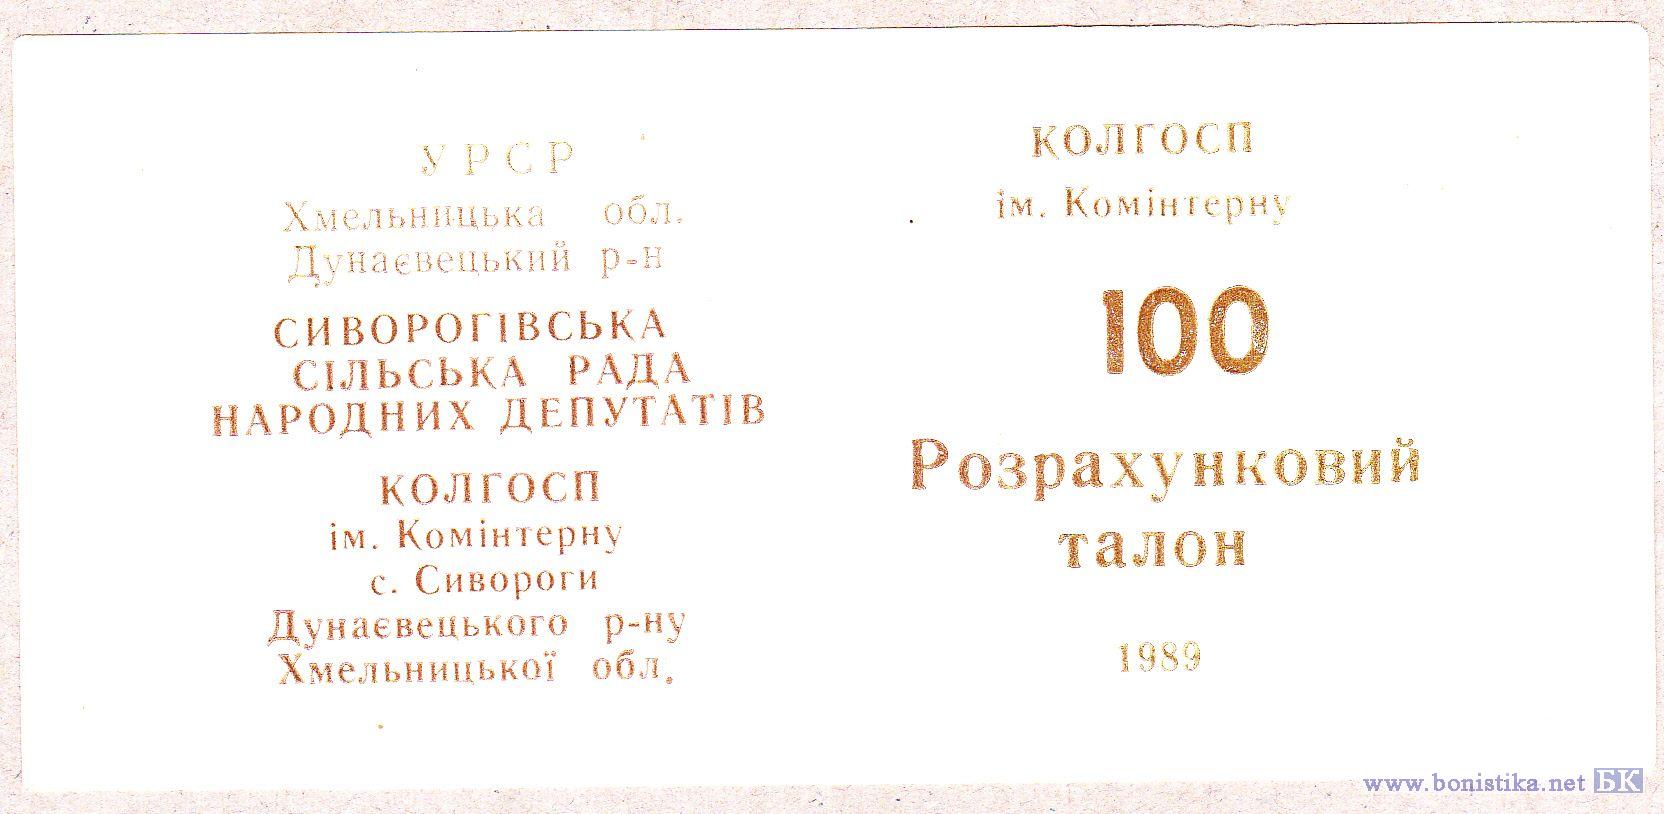 УРСР
Хмельницька обл.
Дунаєвецький р-н
СИВОРОГІВСЬКА
СІЛЬСЬКА РАДА
НАРОДНИХ ДЕПУТАТІВ
КОЛГОСП
ім. Комінтерну
с. Сивороги
Дунаєвецького р-ну
Хмельницької обл.
КОЛГОСП
ім. Комінтерну
100
Розрахунковий
талон
1989
www.bonistika.net БК